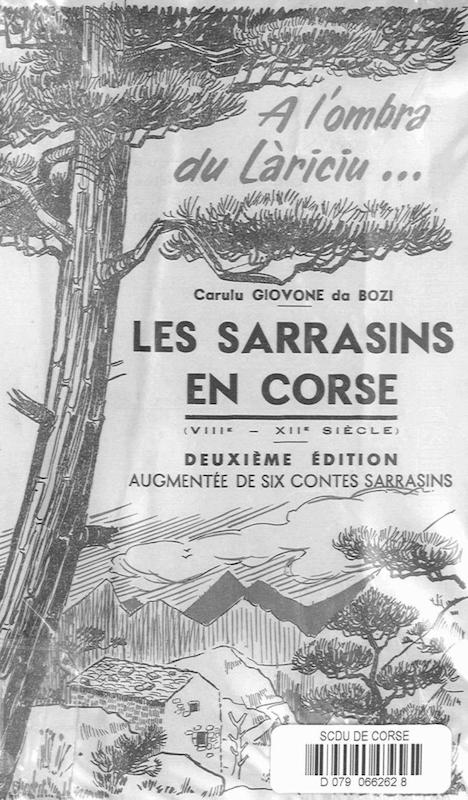 A l'ombra
du Làriciu ...
Carulu GIOVONE da BOZI
LES SARRASINS
EN CORSE
(VIIIᴱ – XIIᴱ SIÈCLE)
DEUXIÈME ÉDITION
AUGMENTÉE DE SIX CONTES SARRASINS
SCDU DE CORSE
D 079 066262 8